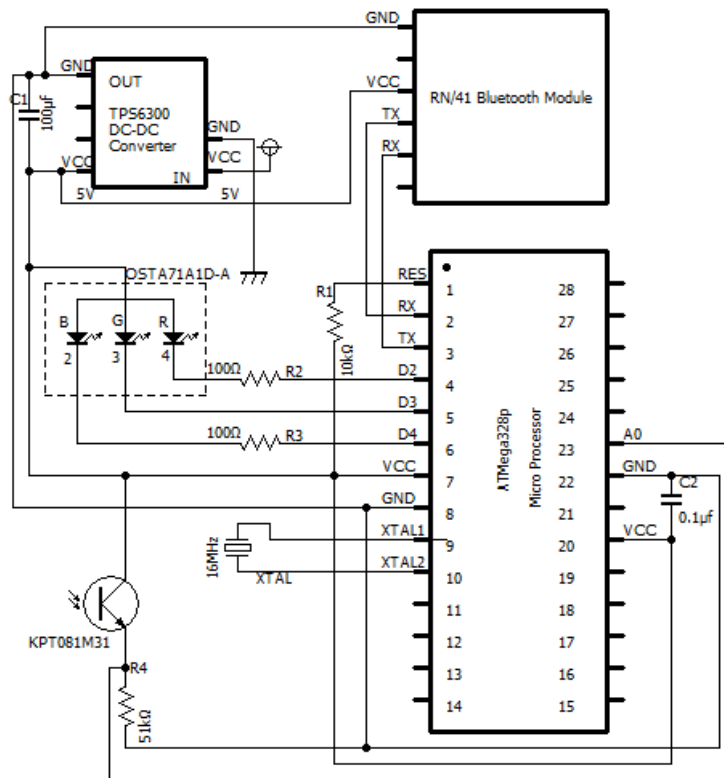 GND
RN/41 Bluetooth Module
VCC
TX
RX
GND
OUT
TPS6300
DC-DC
Converter
GND
VCC
VCC
IN
5V
5V
C1
100μf
OSTA71A1D-A
B
G
R
2
3
4
R1
10kΩ
100Ω
R2
100Ω
R3
RES
RX
TX
D2
D3
D4
VCC
GND
XTAL1
XTAL2
1
2
3
4
5
6
7
8
9
10
11
12
13
14
ATMega328p
Micro Processor
28
27
26
25
24
23
22
21
20
19
18
17
16
15
A0
GND
VCC
C2
0.1μf
16MHz
XTAL
KPT081M31
R4
51kΩ